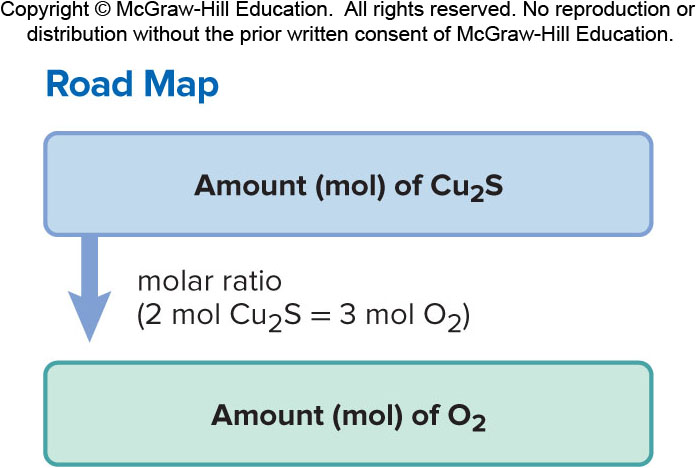 Copyright © McGraw-Hill Education.  All rights reserved. No reproduction or
distribution without the prior written consent of McGraw-Hill Education.
Road Map
Amount (mol) of Cu₂S
molar ratio
(2 mol Cu₂S = 3 mol O₂)
Amount (mol) of O₂